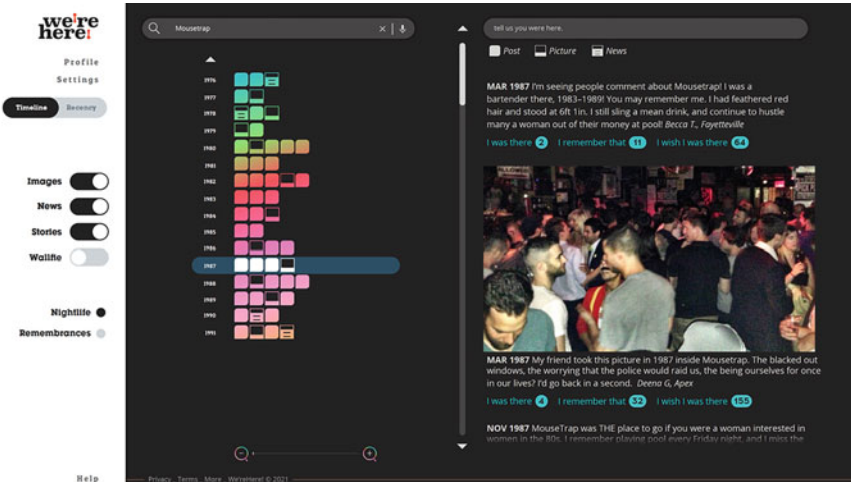 we're
here!
Profile
Settings
Timeline Recency
Images
News
Stories
Wallfie
Nightlife
Remembrances
Help
Mousetrap
1976
1977
1978
1979
1980
1981
1982
1983
1984
1985
1986
1987
1988
1989
1990
1991
Privacy Terms More We'reHere! © 2021
tell us you were here.
Post Picture News
MAR 1987 I'm seeing people comment about Mousetrap! I was a
bartender there, 1983–1989! You may remember me. I had feathered red
hair and stood at 6ft 1in. I still sling a mean drink, and continue to hustle
many a woman out of their money at pool! Becca T., Fayetteville
I was there 2 I remember that 11 I wish I was there 64
MAR 1987 My friend took this picture in 1987 inside Mousetrap. The blacked out
windows, the worrying that the police would raid us, the being ourselves for once
in our lives? I'd go back in a second. Deena G, Apex
I was there 4 I remember that 32 I wish I was there 155
NOV 1987 MouseTrap was THE place to go if you were a woman interested in
women in the 80s. I remember playing pool every Friday night, and I miss the